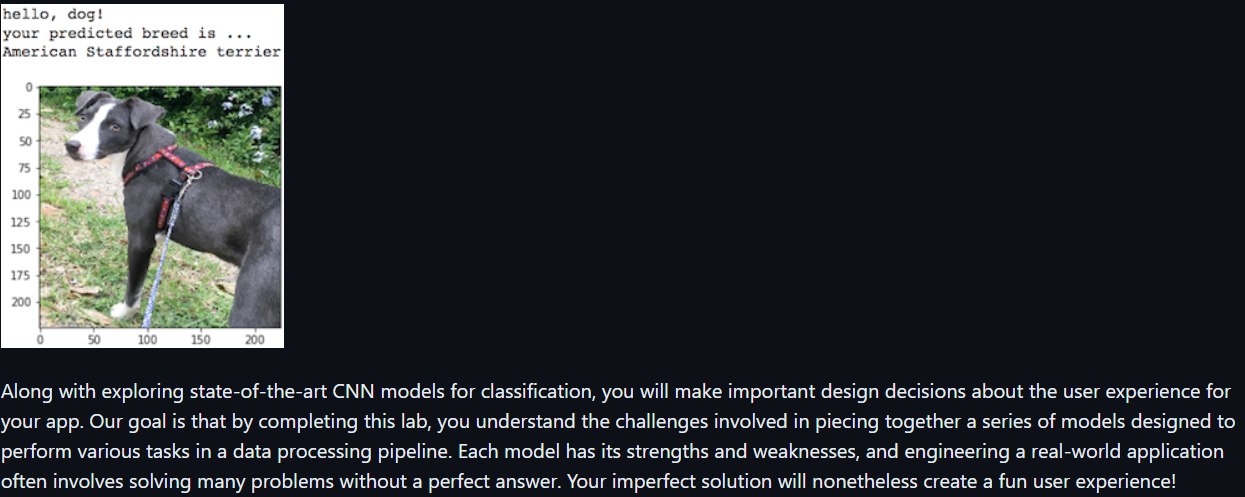 hello, dog!
your predicted breed is ...
American Staffordshire terrier
0
25
50
75
100
125
150
175
200
0 50 100 150 200
Along with exploring state-of-the-art CNN models for classification, you will make important design decisions about the user experience for
your app. Our goal is that by completing this lab, you understand the challenges involved in piecing together a series of models designed to
perform various tasks in a data processing pipeline. Each model has its strengths and weaknesses, and engineering a real-world application
often involves solving many problems without a perfect answer. Your imperfect solution will nonetheless create a fun user experience!